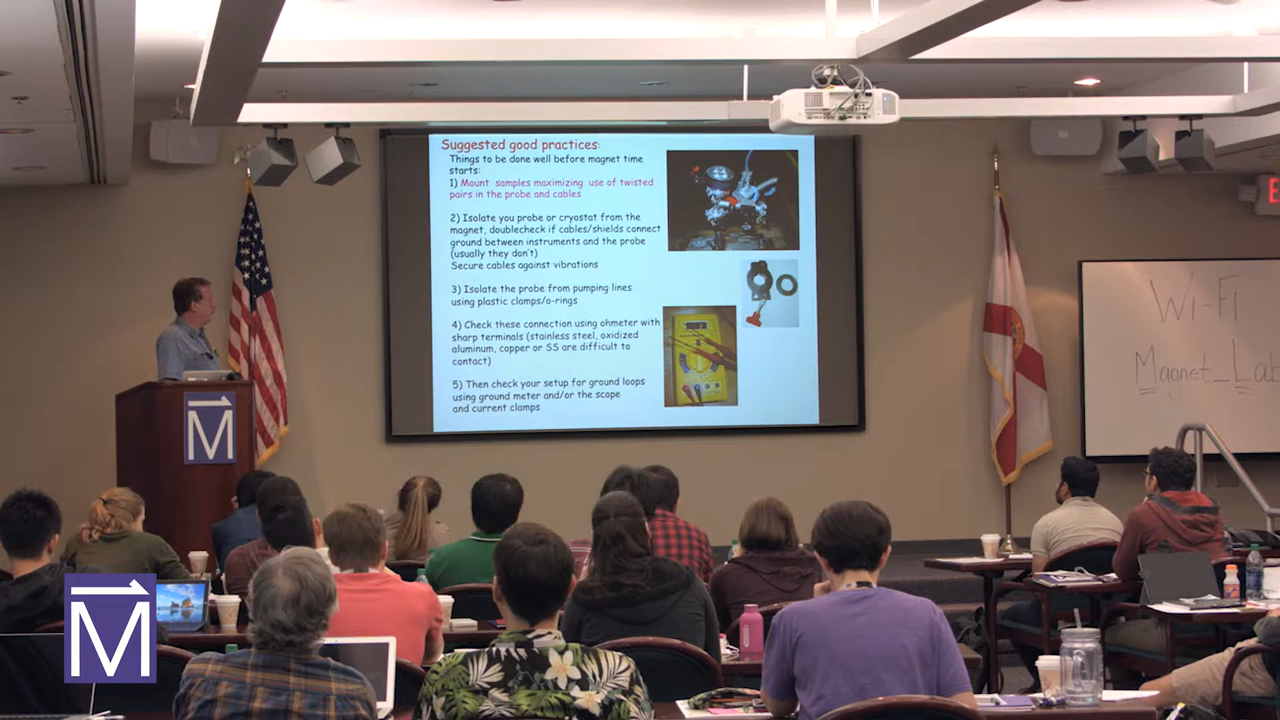 Suggested good practices:
Things to be done well before magnet time
starts:
1) Mount samples maximizing use of twisted
pairs in the probe and cables
2) Isolate you probe or cryostat from the
magnet, doublecheck if cables/shields connect
ground between instruments and the probe
(usually they don't)
Secure cables against vibrations
3) Isolate the probe from pumping lines
using plastic clamps/o-rings
4) Check these connection using ohmeter with
sharp terminals (stainless steel, oxidized
aluminum, copper or SS are difficult to
contact)
5) Then check your setup for ground loops
using ground meter and/or the scope
and current clamps
Wi-Fi
Magnet_Lab
E
M
M